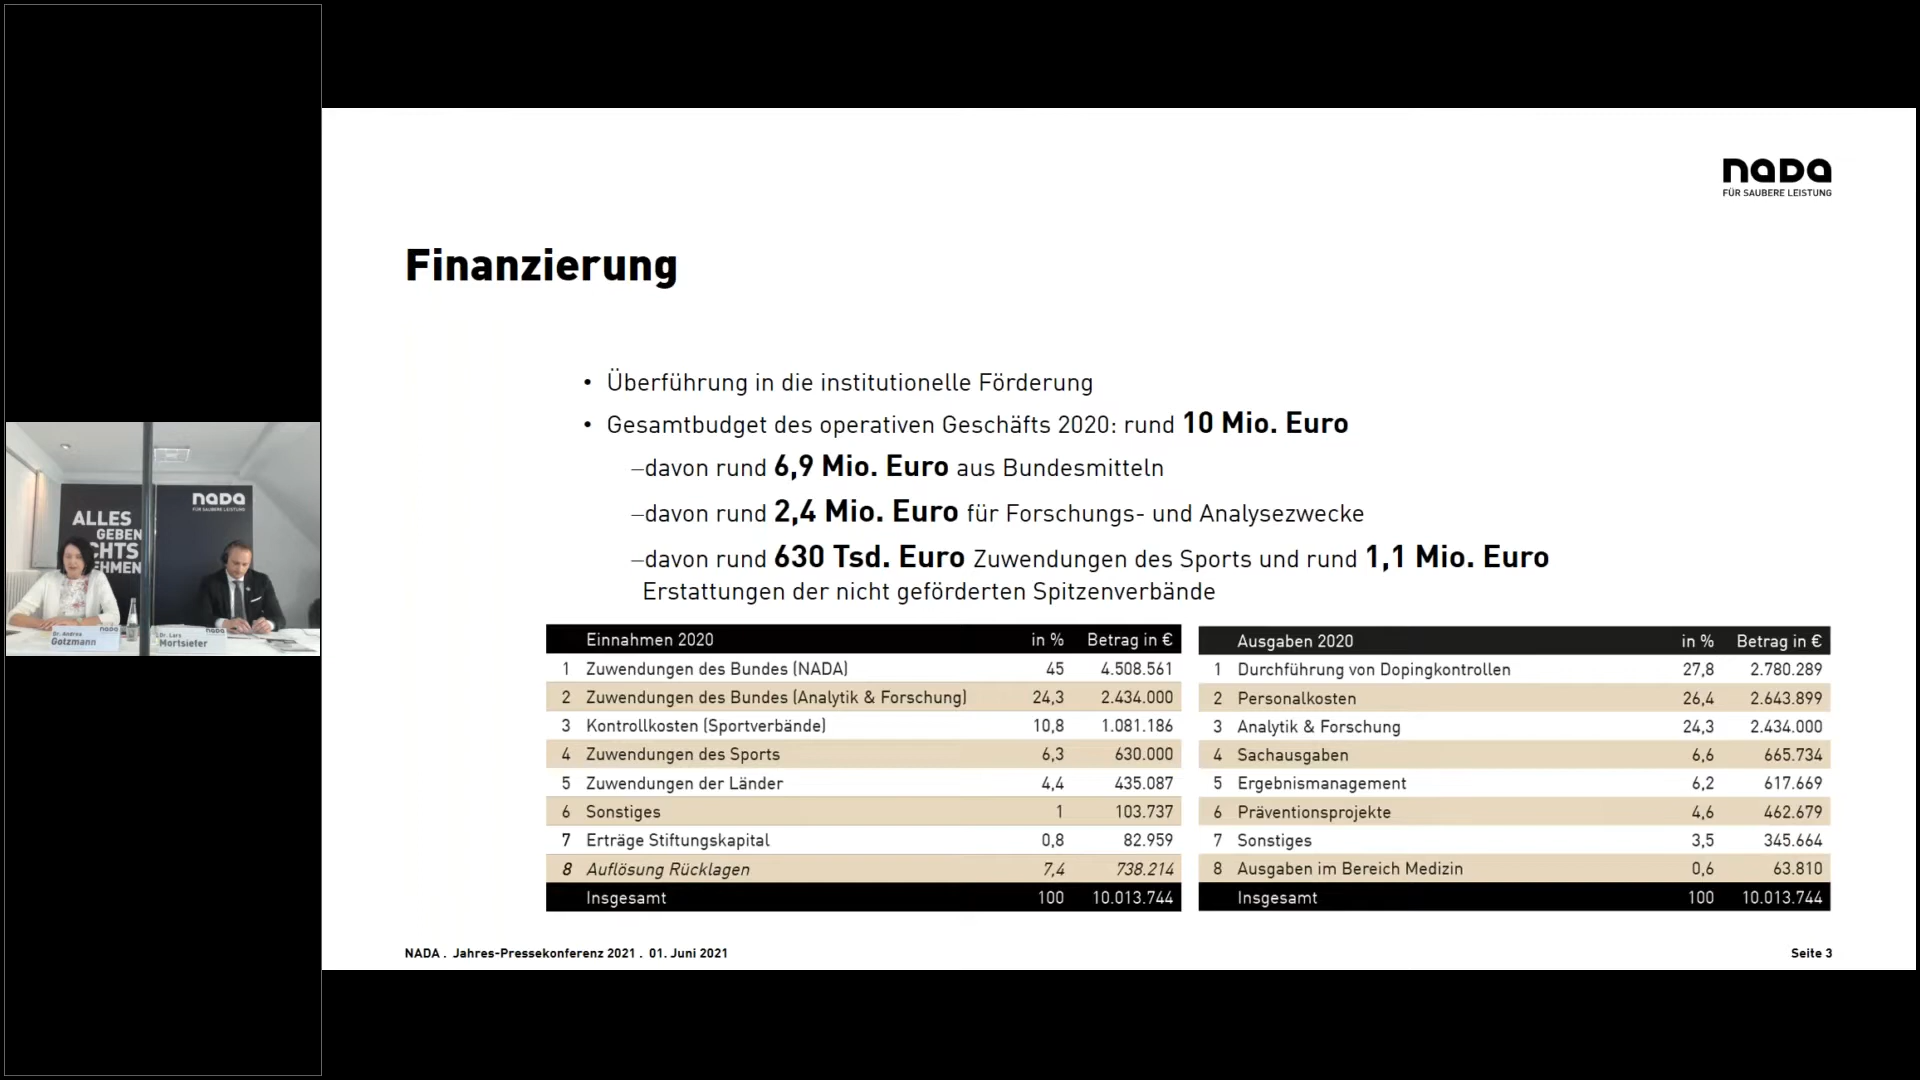 nada
FÜR SAUBERE LEISTUNG
Finanzierung
• Überführung in die institutionelle Förderung
• Gesamtbudget des operativen Geschäfts 2020: rund 10 Mio. Euro
–davon rund 6,9 Mio. Euro aus Bundesmitteln
–davon rund 2,4 Mio. Euro für Forschungs- und Analysezwecke
–davon rund 630 Tsd. Euro Zuwendungen des Sports und rund 1,1 Mio. Euro
Erstattungen der nicht geförderten Spitzenverbände
Einnahmen 2020 in % Betrag in €
1 Zuwendungen des Bundes (NADA) 45 4.508.561
2 Zuwendungen des Bundes (Analytik & Forschung) 24,3 2.434.000
3 Kontrollkosten (Sportverbände) 10,8 1.081.186
4 Zuwendungen des Sports 6,3 630.000
5 Zuwendungen der Länder 4,4 435.087
6 Sonstiges 1 103.737
7 Erträge Stiftungskapital 0,8 82.959
8 Auflösung Rücklagen 7,4 738.214
Insgesamt 100 10.013.744
Ausgaben 2020 in % Betrag in €
1 Durchführung von Dopingkontrollen 27,8 2.780.289
2 Personalkosten 26,4 2.643.899
3 Analytik & Forschung 24,3 2.434.000
4 Sachausgaben 6,6 665.734
5 Ergebnismanagement 6,2 617.669
6 Präventionsprojekte 4,6 462.679
7 Sonstiges 3,5 345.664
8 Ausgaben im Bereich Medizin 0,6 63.810
Insgesamt 100 10.013.744
NADA . Jahres-Pressekonferenz 2021 . 01. Juni 2021
Seite 3
nada
FÜR SAUBERE LEISTUNG
ALLES
GEBEN
CHTS
EHMEN
nada
Dr. Andrea
Gotzmann
nada
Dr. Lars
Mortsiefer